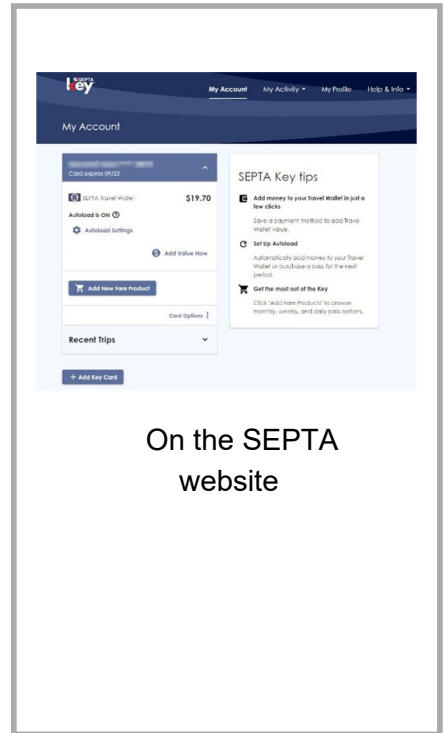 SEPTA
key
My Account My Activity My Profile Help & Info
My Account
Card expires 09/23
SEPTA Travel Wallet $19.70
Autoload is ON
Autoload Settings
Add Value Now
Add New Fare Product
Card Options
Recent Trips
+ Add Key Card
SEPTA Key tips
Add money to your Travel Wallet in just a
few clicks
Save a payment method to add Travel
Wallet value.
Set Up Autoload
Automatically add money to your Travel
Wallet or purchase a pass for the next
period.
Get the most out of the Key
Click "Add Fare Products" to browse
monthly, weekly, and daily pass options.
On the SEPTA
website